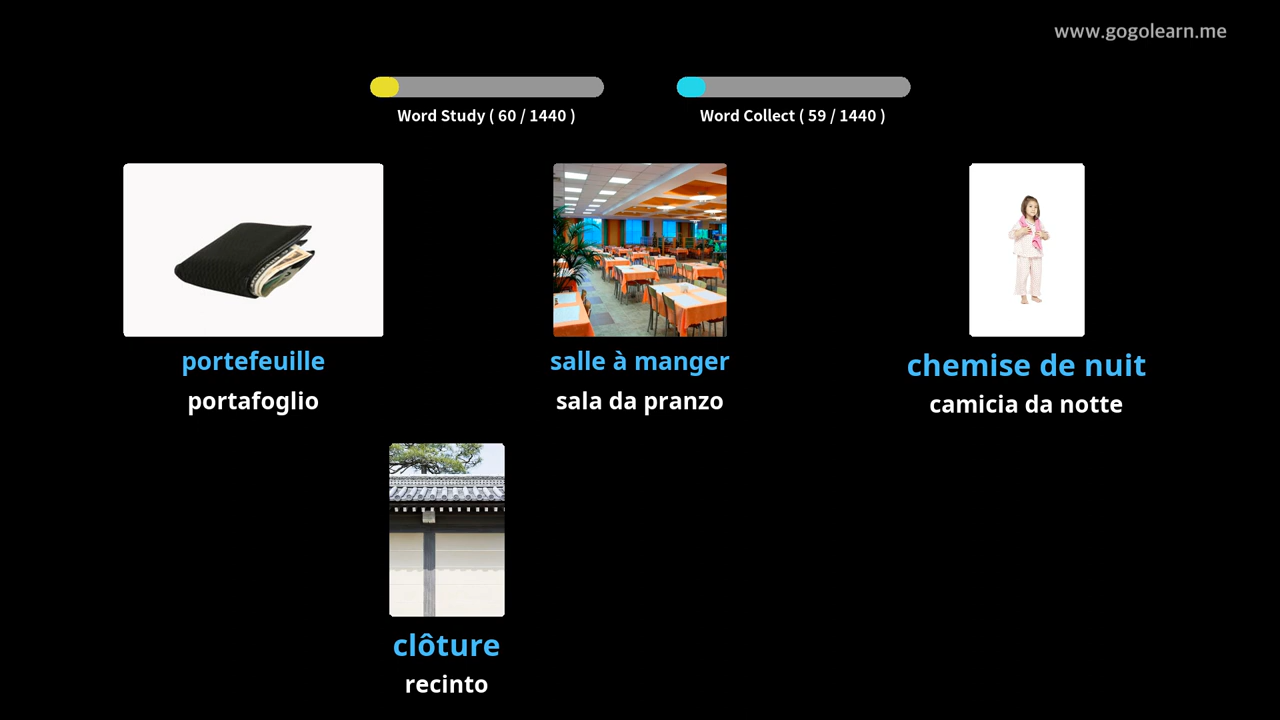 www.gogolearn.me
Word Study ( 60 / 1440 )
Word Collect ( 59 / 1440 )
portefeuille
portafoglio
salle à manger
sala da pranzo
chemise de nuit
camicia da notte
clôture
recinto